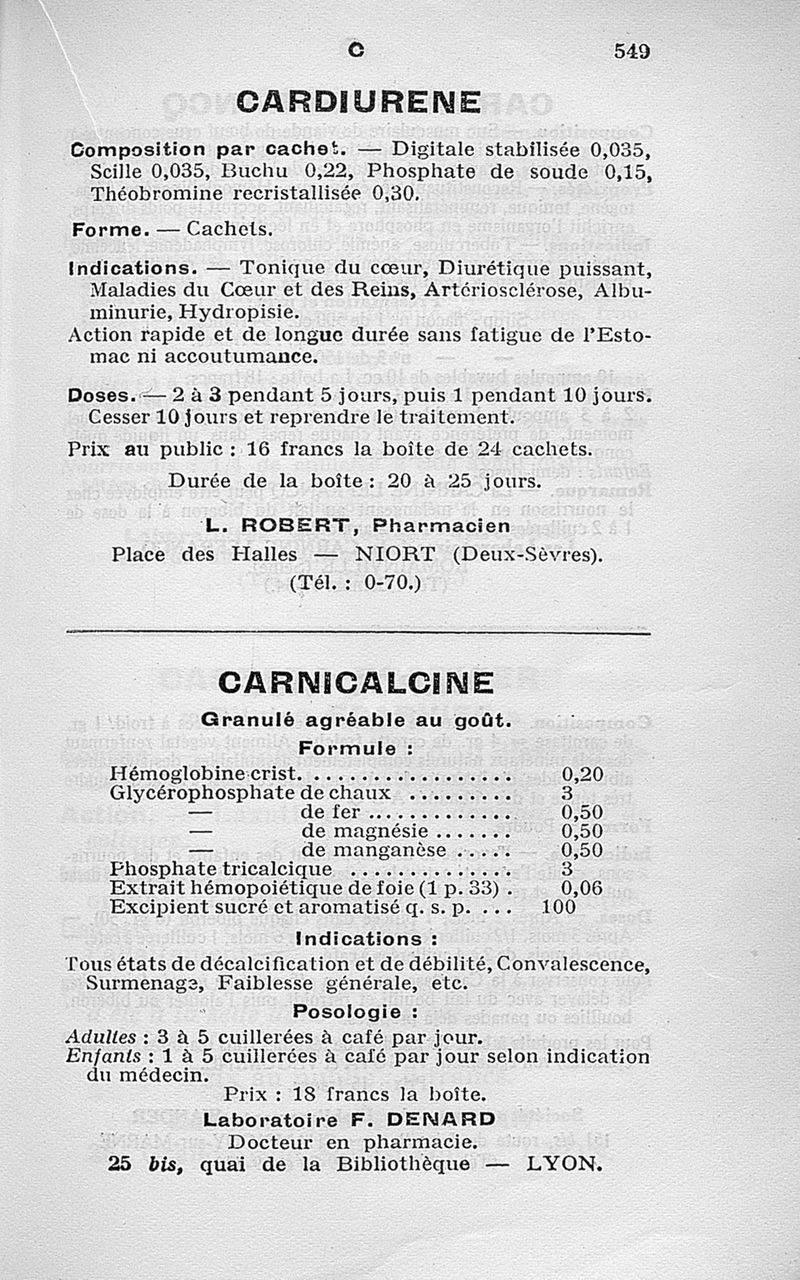 C 549
CARDIURENE
Composition par cachet. — Digitale stabilisée 0,035,
Scille 0,035, Buchu 0,22, Phosphate de soude 0,15,
Théobromine recristallisée 0,30.
Forme. — Cachets.
Indications. — Tonique du cœur, Diurétique puissant,
Maladies du Cœur et des Reins, Artériosclérose, Albu-
minurie, Hydropisie.
Action rapide et de longue durée sans fatigue de l'Esto-
mac ni accoutumance.
Doses. — 2 à 3 pendant 5 jours, puis 1 pendant 10 jours.
Cesser 10 jours et reprendre le traitement.
Prix au public : 16 francs la boîte de 24 cachets.
Durée de la boîte : 20 à 25 jours.
L. ROBERT, Pharmacien
Place des Halles — NIORT (Deux-Sèvres).
(Tél. : 0-70.)
CARNICALCINE
Granulé agréable au goût.
Formule :
Hémoglobine crist. . . . . . . . . . . . . . . . . . . 0,20
Glycérophosphate de chaux . . . . . . . . . . 3
— de fer . . . . . . . . . . . . . . 0,50
— de magnésie . . . . . . . 0,50
— de manganèse . . . . . 0,50
Phosphate tricalcique . . . . . . . . . . . . . . . 3
Extrait hémopoiétique de foie (1 p. 33) . 0,06
Excipient sucré et aromatisé q. s. p. . . . 100
Indications :
Tous états de décalcification et de débilité, Convalescence,
Surmenage, Faiblesse générale, etc.
Posologie :
Adultes : 3 à 5 cuillerées à café par jour.
Enfants : 1 à 5 cuillerées à café par jour selon indication
du médecin.
Prix : 18 francs la boîte.
Laboratoire F. DENARD
Docteur en pharmacie.
25 bis, quai de la Bibliothèque — LYON.